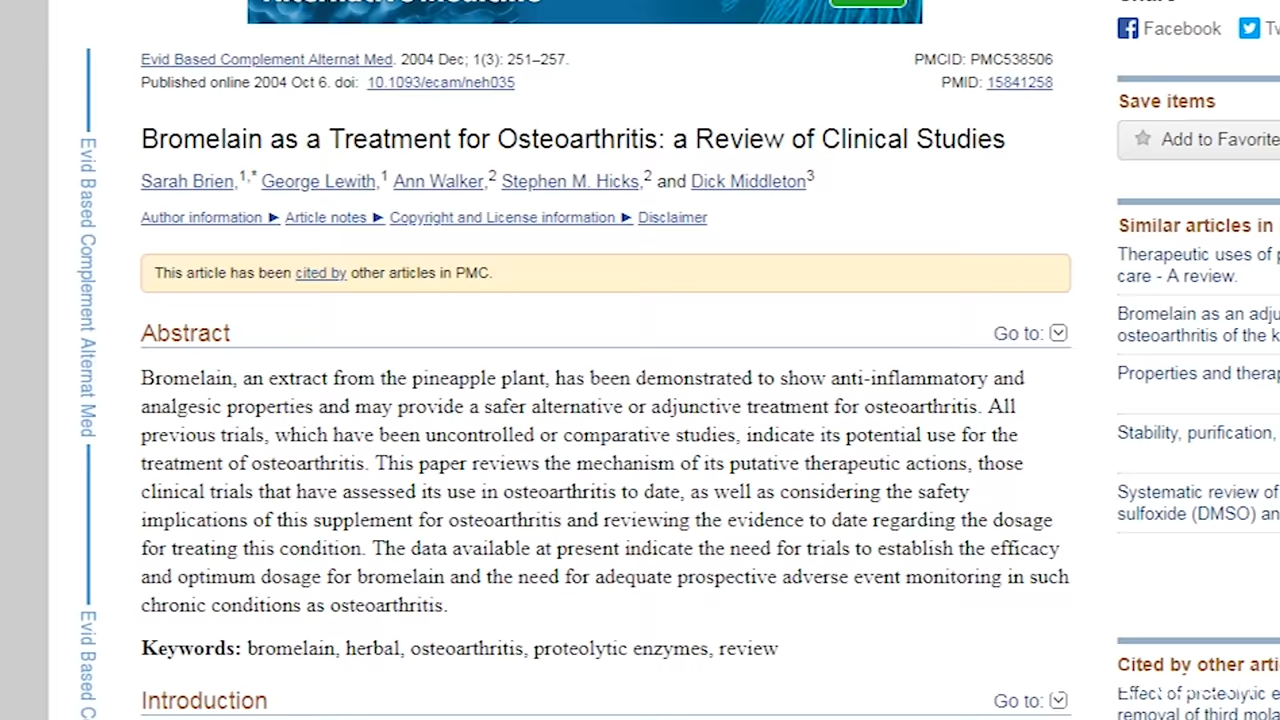 Evid Based Complement Alternat Med. 2004 Dec; 1(3): 251–257.
PMCID: PMC538506
Published online 2004 Oct 6. doi: 10.1093/ecam/neh035
PMID: 15841258
Bromelain as a Treatment for Osteoarthritis: a Review of Clinical Studies
Sarah Brien,1,* George Lewith,1 Ann Walker,2 Stephen M. Hicks,2 and Dick Middleton3
Author information ► Article notes ► Copyright and License information ► Disclaimer
This article has been cited by other articles in PMC.
Abstract
Go to:
Bromelain, an extract from the pineapple plant, has been demonstrated to show anti-inflammatory and
analgesic properties and may provide a safer alternative or adjunctive treatment for osteoarthritis. All
previous trials, which have been uncontrolled or comparative studies, indicate its potential use for the
treatment of osteoarthritis. This paper reviews the mechanism of its putative therapeutic actions, those
clinical trials that have assessed its use in osteoarthritis to date, as well as considering the safety
implications of this supplement for osteoarthritis and reviewing the evidence to date regarding the dosage
for treating this condition. The data available at present indicate the need for trials to establish the efficacy
and optimum dosage for bromelain and the need for adequate prospective adverse event monitoring in such
chronic conditions as osteoarthritis.
Keywords: bromelain, herbal, osteoarthritis, proteolytic enzymes, review
Introduction
Go to:
Evid Based Complement Alternat Med
Evid Based C
Facebook
Tw
Save items
Add to Favorite
Similar articles in
Therapeutic uses of p
care - A review.
Bromelain as an adju
osteoarthritis of the k
Properties and therap
Stability, purification,
Systematic review of
sulfoxide (DMSO) an
Cited by other arti
Effect of proteolytic e
removal of third mola